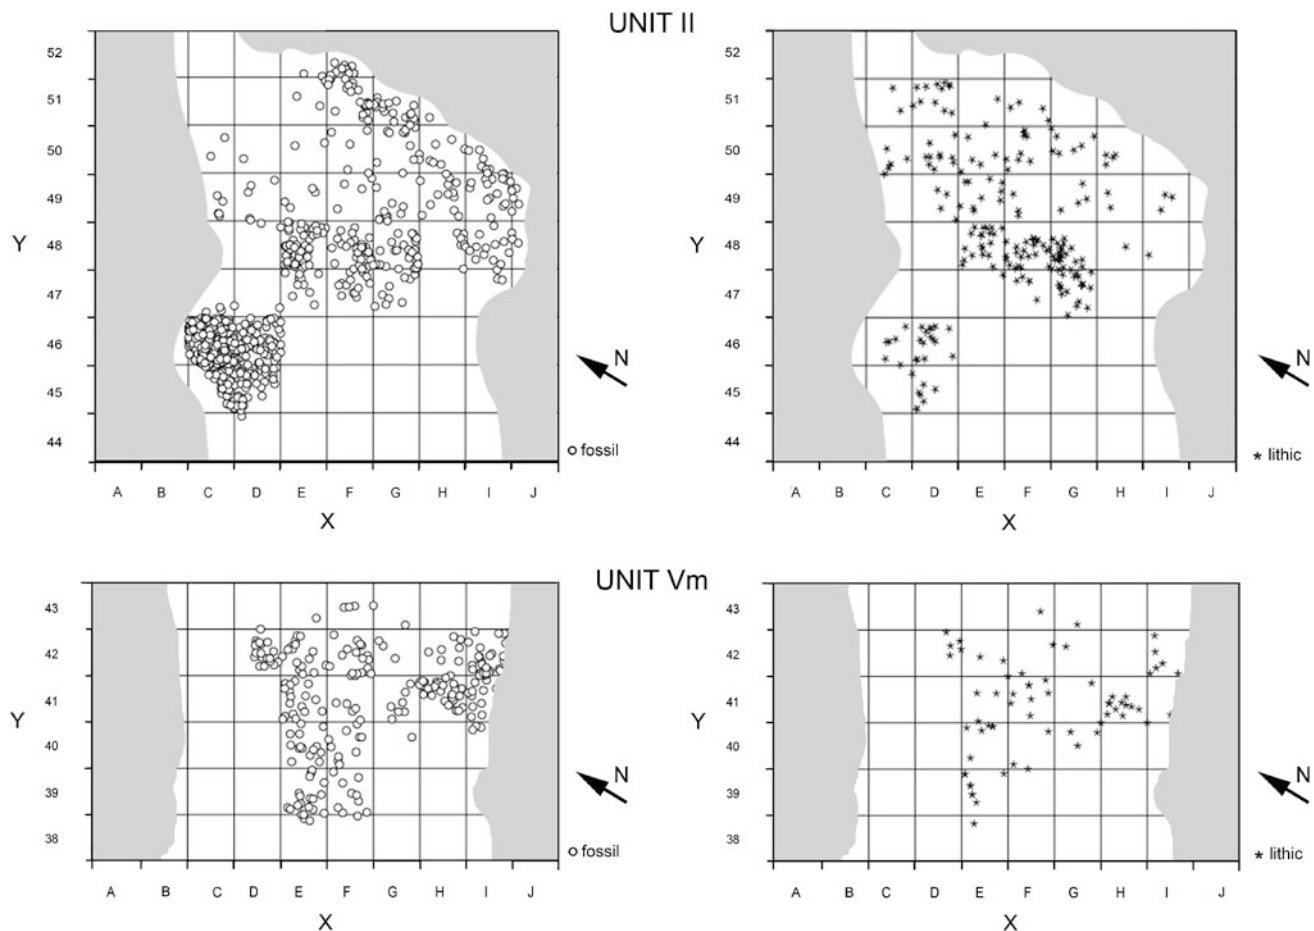 UNIT II
52
51
50
49
Y 48
47
46
45
44
A B C D E F G H I J
X
N
fossil
52
51
50
49
Y 48
47
46
45
44
A B C D E F G H I J
X
N
* lithic
UNIT Vm
43
42
41
Y
40
39
38
A B C D E F G H I J
X
N
fossil
43
42
41
Y
40
39
38
A B C D E F G H I J
X
N
* lithic